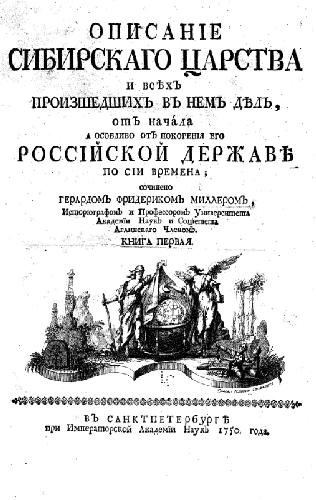 ОПИСАНІЕ
СИБИРСКАГО ЦАРСТВА
И ВСѢХЪ
ПРОИЗШЕДШИХЪ ВЪ НЕМЪ ДѢЛЪ,
отъ начала
А ОСОБЛИВО ОТЪ ПОКОРЕНІЯ ЕГО
РОССІЙСКОЙ ДЕРЖАВѢ
ПО СІИ ВРЕМЕНА;
СОЧИНЕНО
ГЕРАРДОМЪ ФРИДЕРИКОМЪ МИЛЛЕРОМЪ,
Исторіографомъ и Профессоромъ Университета
Академіи Наукъ и Соціетета
Аглинскаго Членомъ.
КНИГА ПЕРВАЯ.
ВЪ САНКТПЕТЕРБУРГѢ
при Императорской Академіи Наукъ 1750. года.